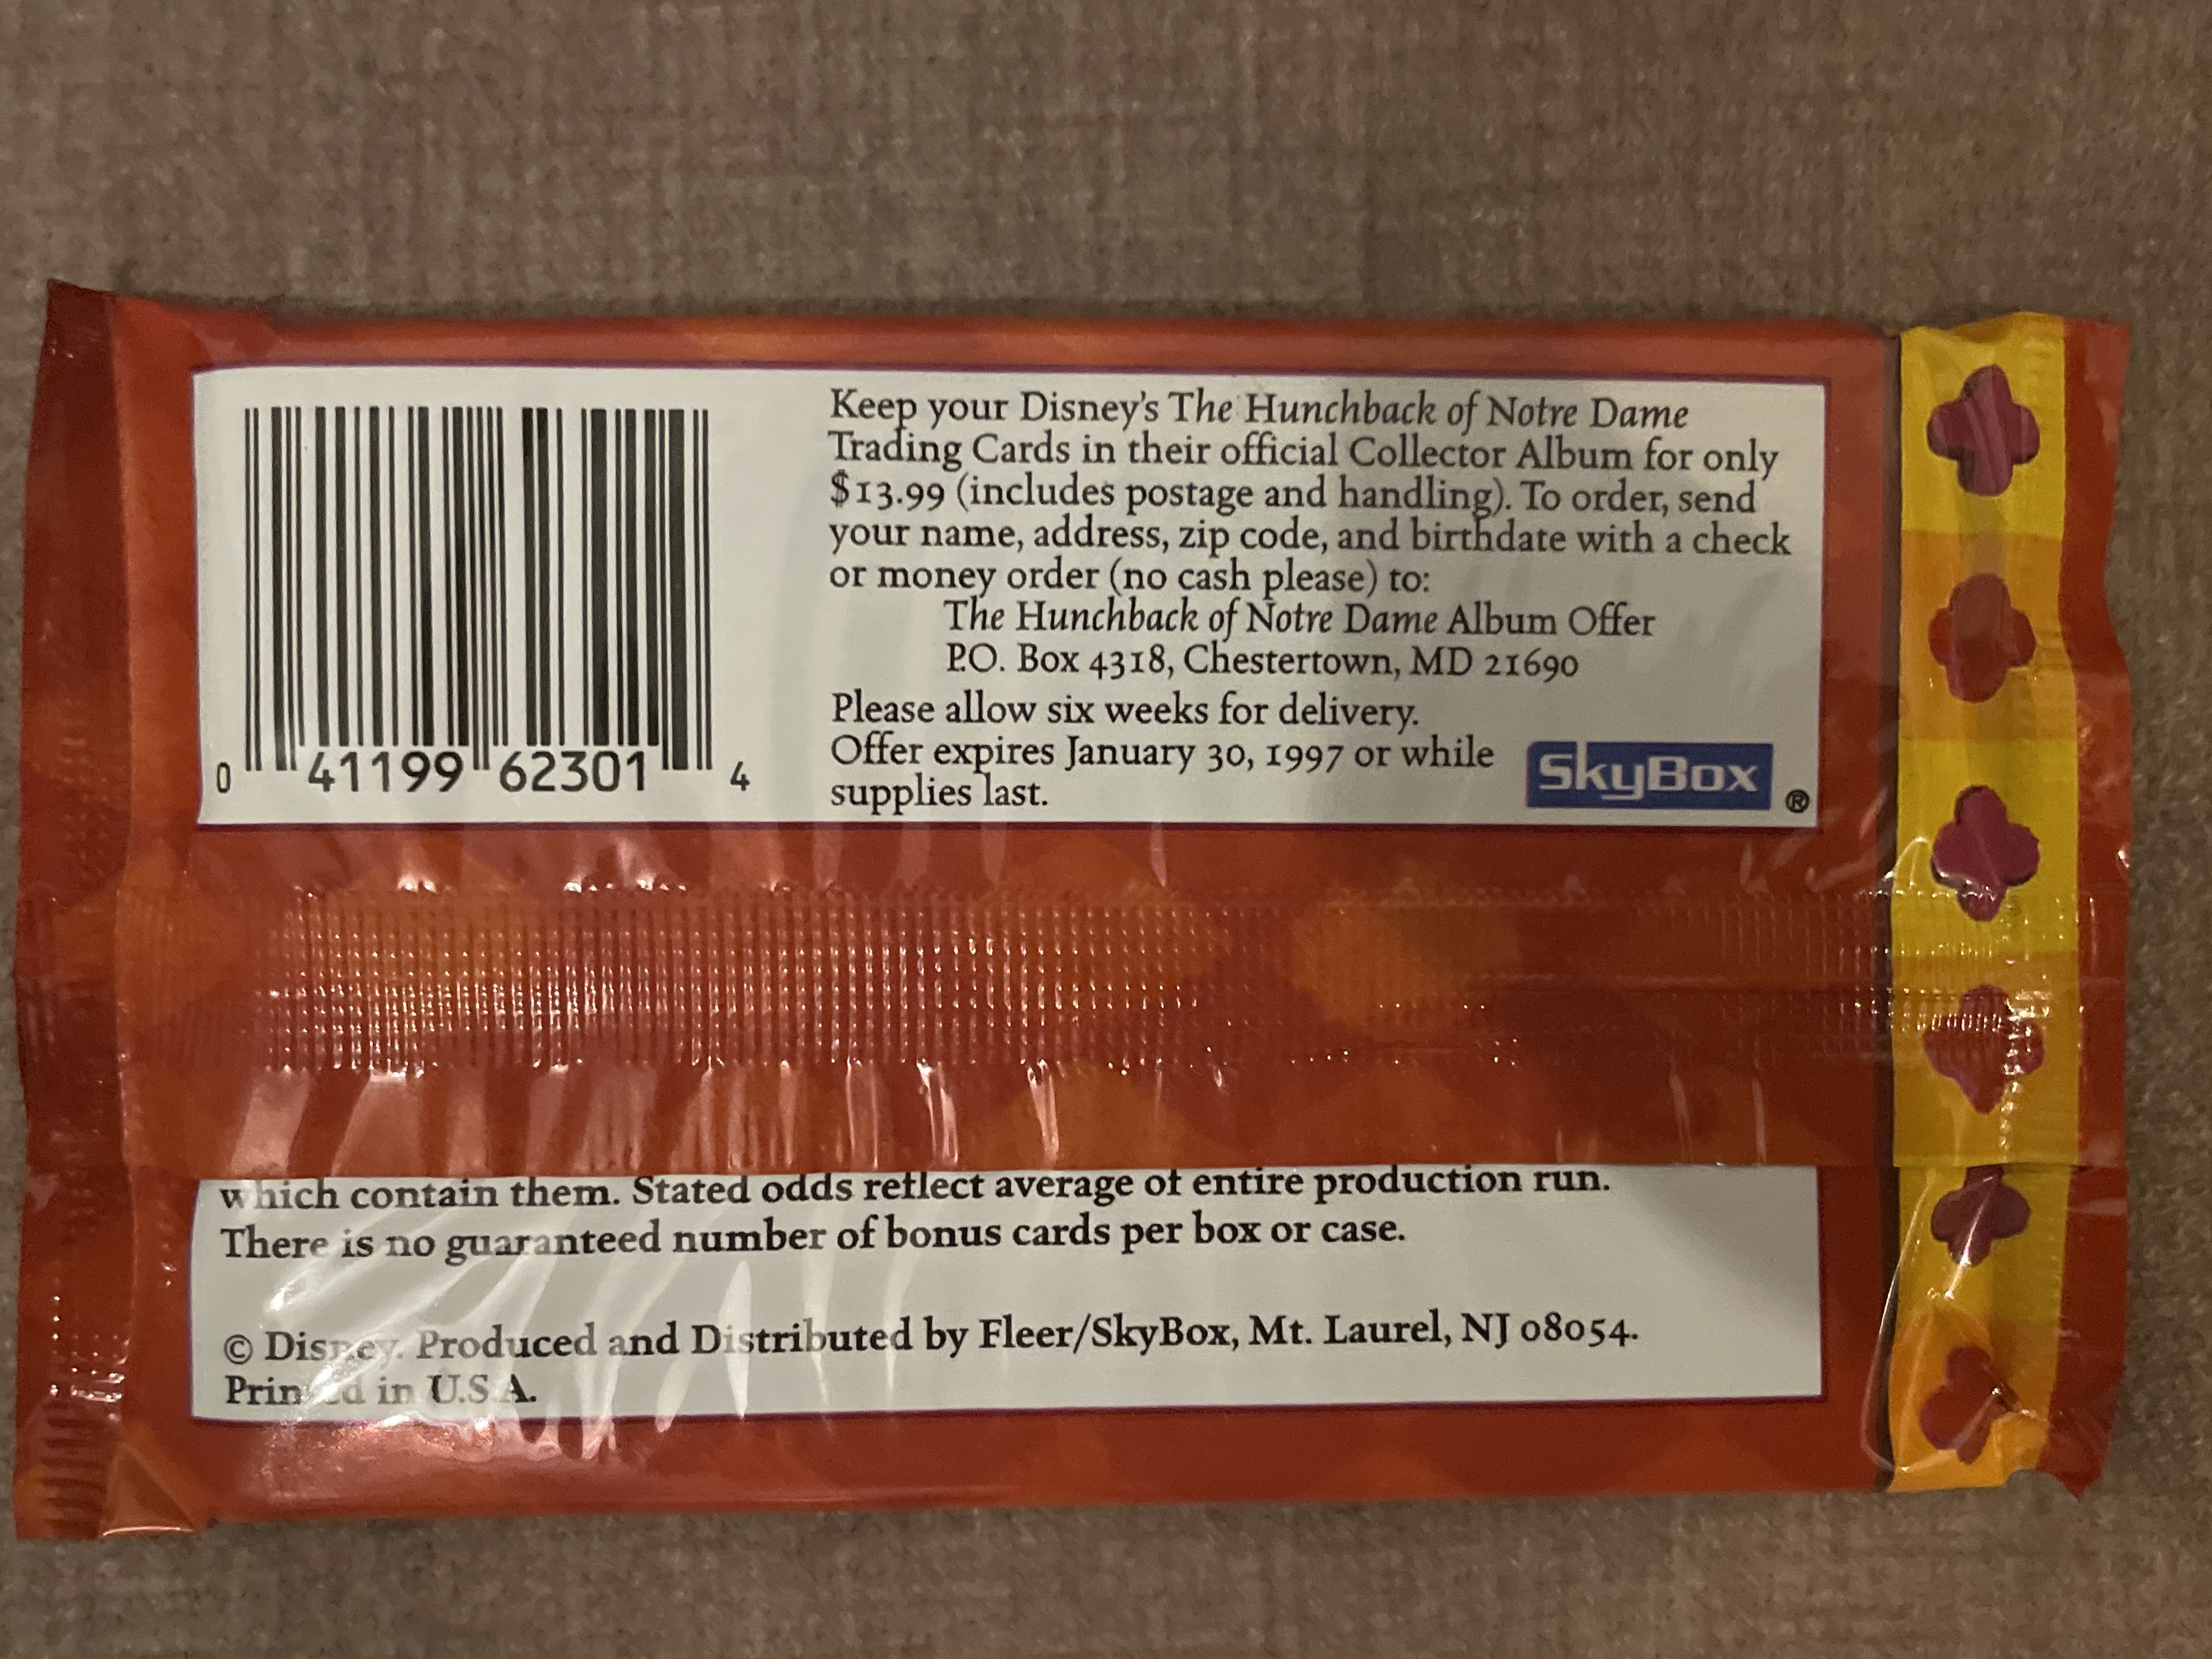 Keep your Disney's The Hunchback of Notre Dame
Trading Cards in their official Collector Album for only
$13.99 (includes postage and handling). To order, send
your name, address, zip code, and birthdate with a check
or money order (no cash please) to:
The Hunchback of Notre Dame Album Offer
P.O. Box 4318, Chestertown, MD 21690
Please allow six weeks for delivery.
Offer expires January 30, 1997 or while
supplies last.
SkyBox ®
0 41199 62301 4
which contain them. Stated odds reflect average of entire production run.
There is no guaranteed number of bonus cards per box or case.
© Disney. Produced and Distributed by Fleer/SkyBox, Mt. Laurel, NJ 08054.
Printed in U.S.A.